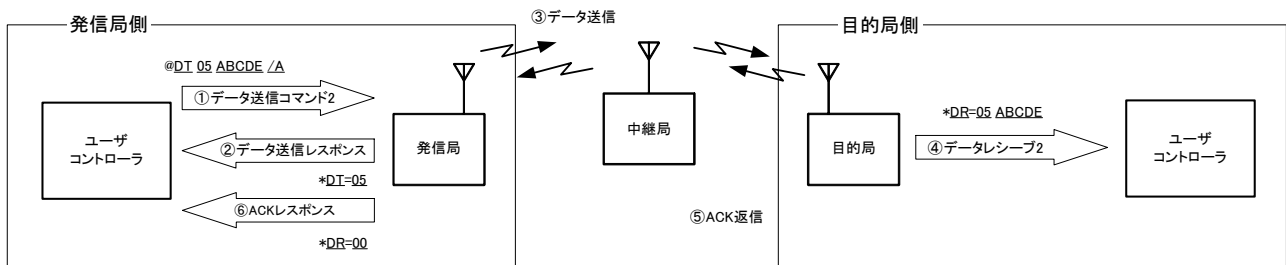 発信局側
@DT 05 ABCDE /A
①データ送信コマンド2
ユーザ
コントローラ
②データ送信レスポンス
*DT=05
⑥ACKレスポンス
*DR=00
発信局
③データ送信
中継局
⑤ACK返信
目的局側
目的局
*DR=05 ABCDE
④データレシーブ2
ユーザ
コントローラ